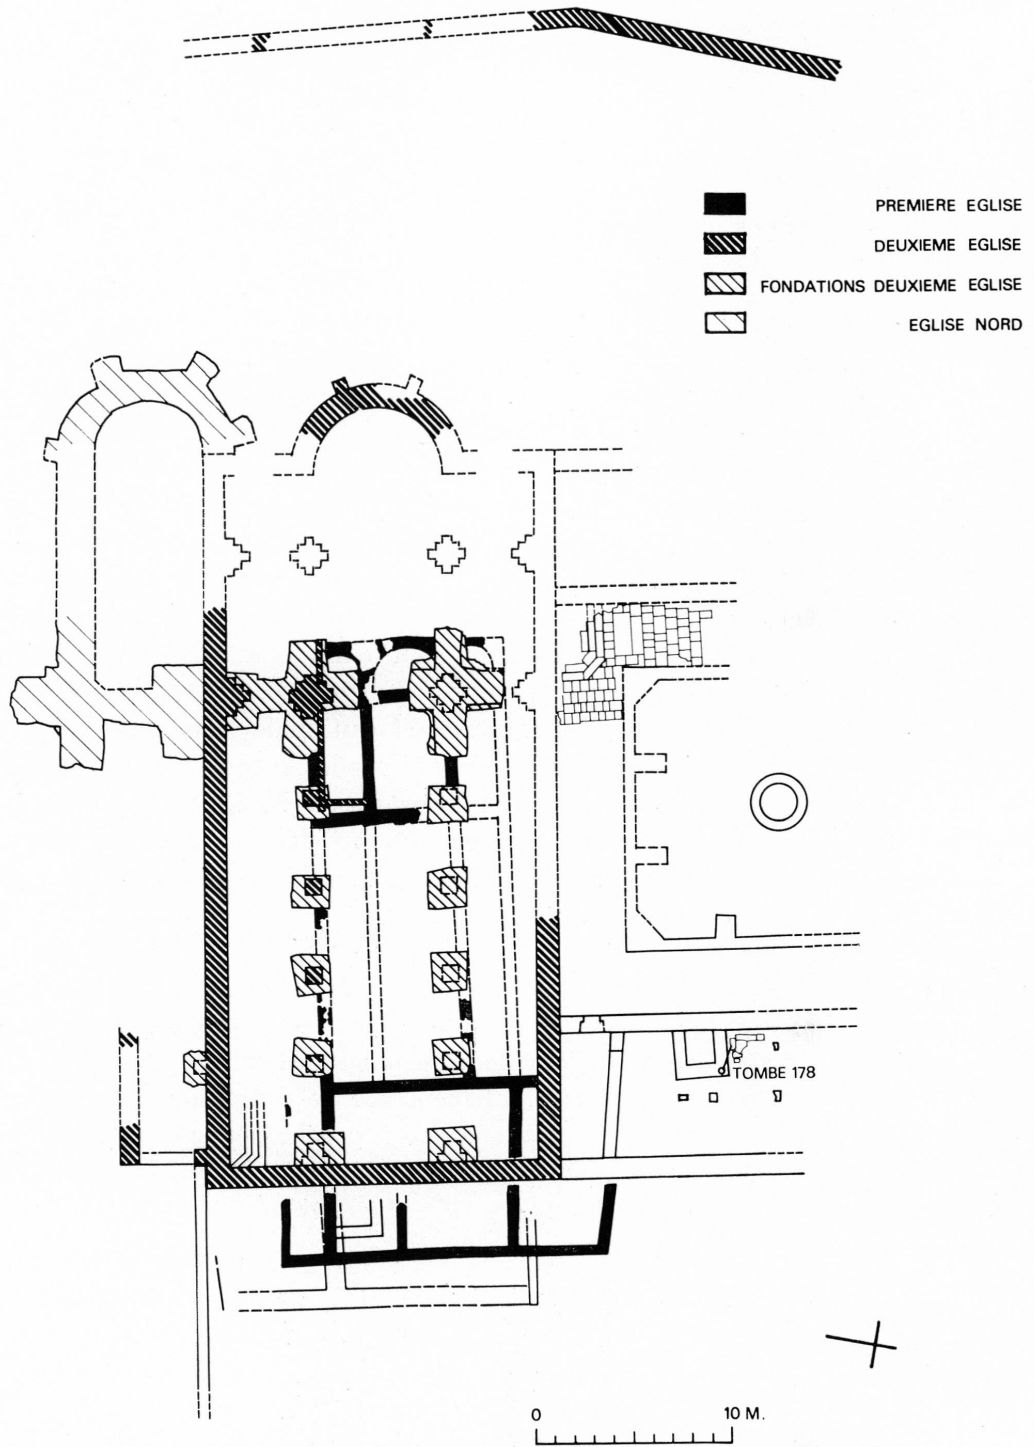 PREMIERE EGLISE
DEUXIEME EGLISE
FONDATIONS DEUXIEME EGLISE
EGLISE NORD
TOMBE 178
0 10 M.